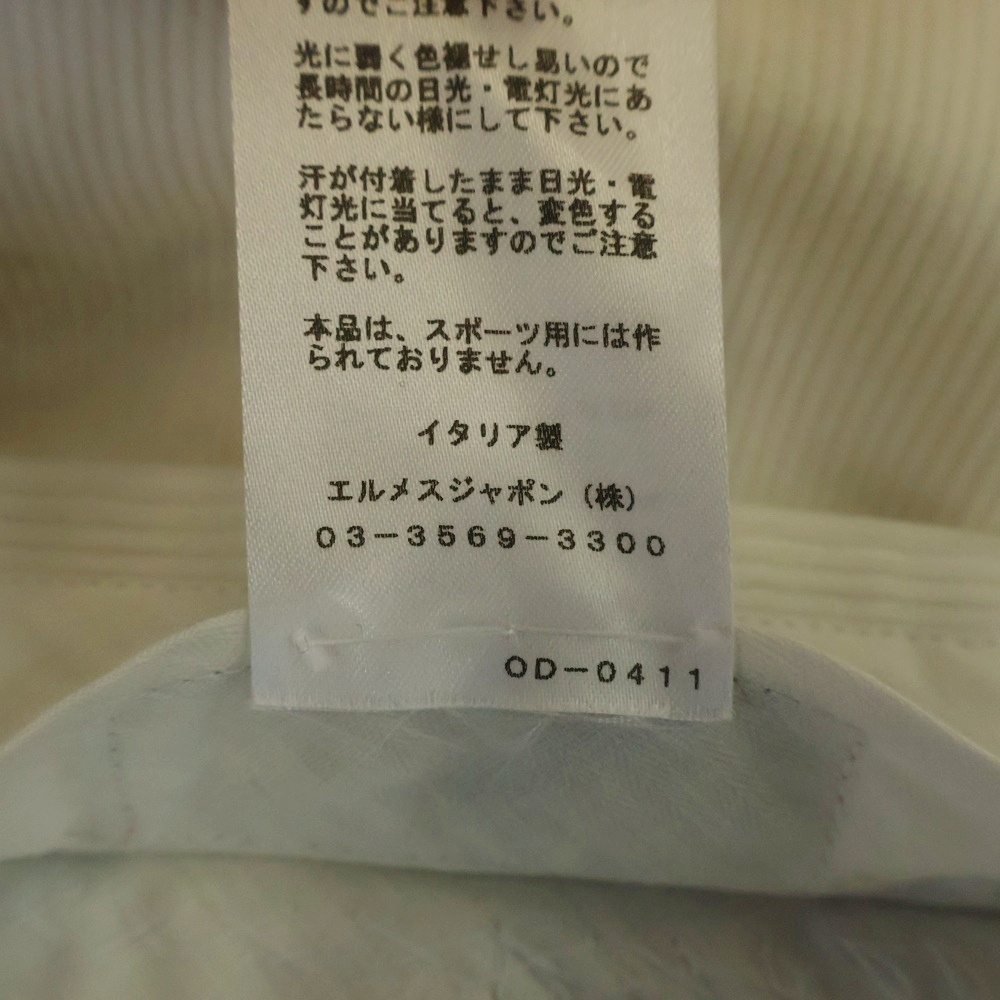 すのでご注意下さい。
光に弱く色褪せし易いので
長時間の日光・電灯光にあ
たらない様にして下さい。
汗が付着したまま日光・電
灯光に当てると、変色する
ことがありますのでご注意
下さい。
本品は、スポーツ用には作
られておりません。
イタリア製
エルメスジャポン（株）
03-3569-3300
OD-0411